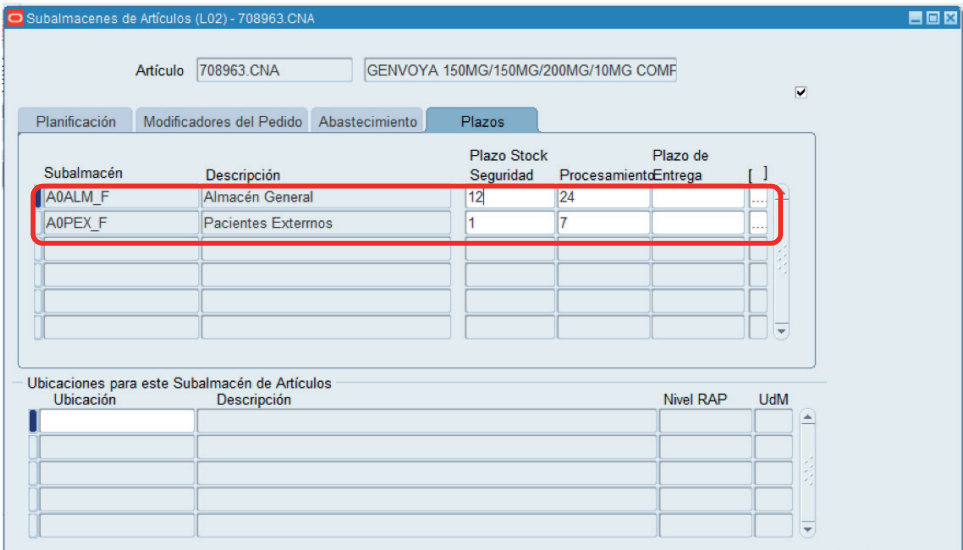 Subalmacenes de Artículos (L02) - 708963.CNA
Artículo 708963.CNA GENVOYA 150MG/150MG/200MG/10MG COMF
Planificación Modificadores del Pedido Abastecimiento Plazos
Plazo Stock Plazo de
Subalmacén Descripción Seguridad Procesamiento Entrega [ ]
A0ALM_F Almacén General 12 24 ....
A0PEX_F Pacientes Extermos 1 7 ....
Ubicaciones para este Subalmacén de Artículos
Ubicación Descripción Nivel RAP UdM